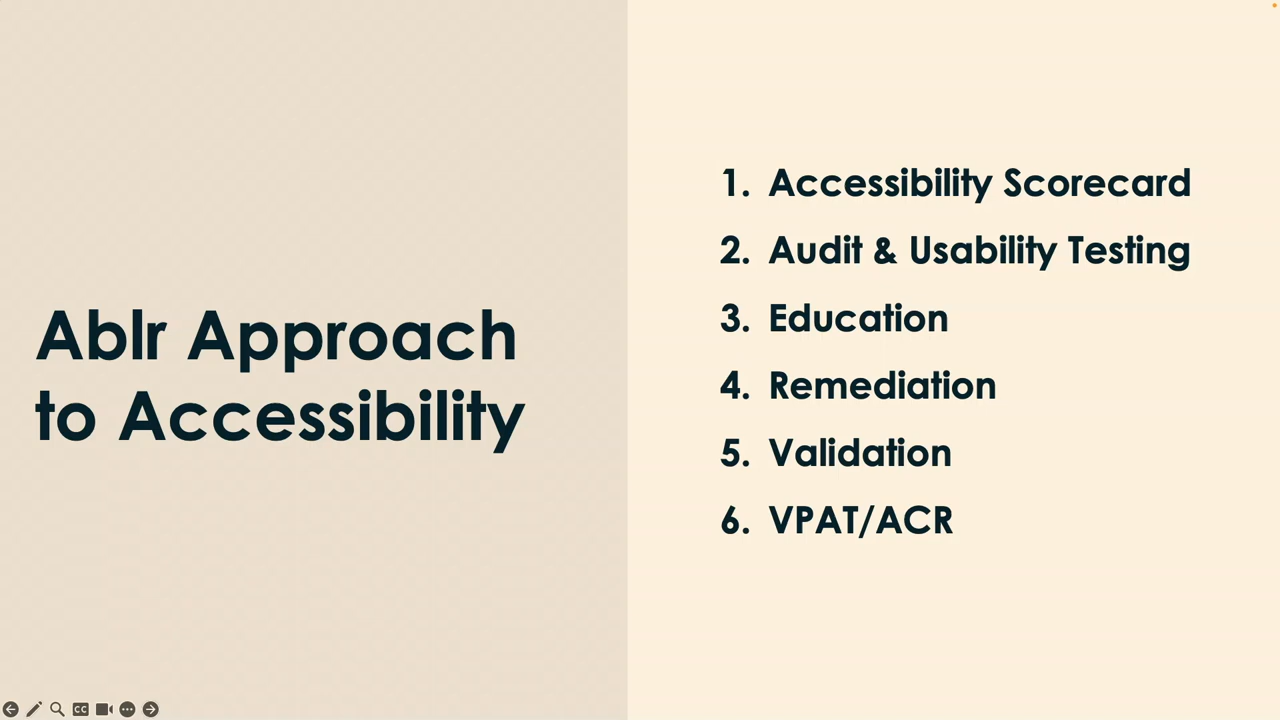 Ablr Approach
to Accessibility
1. Accessibility Scorecard
2. Audit & Usability Testing
3. Education
4. Remediation
5. Validation
6. VPAT/ACR
CC